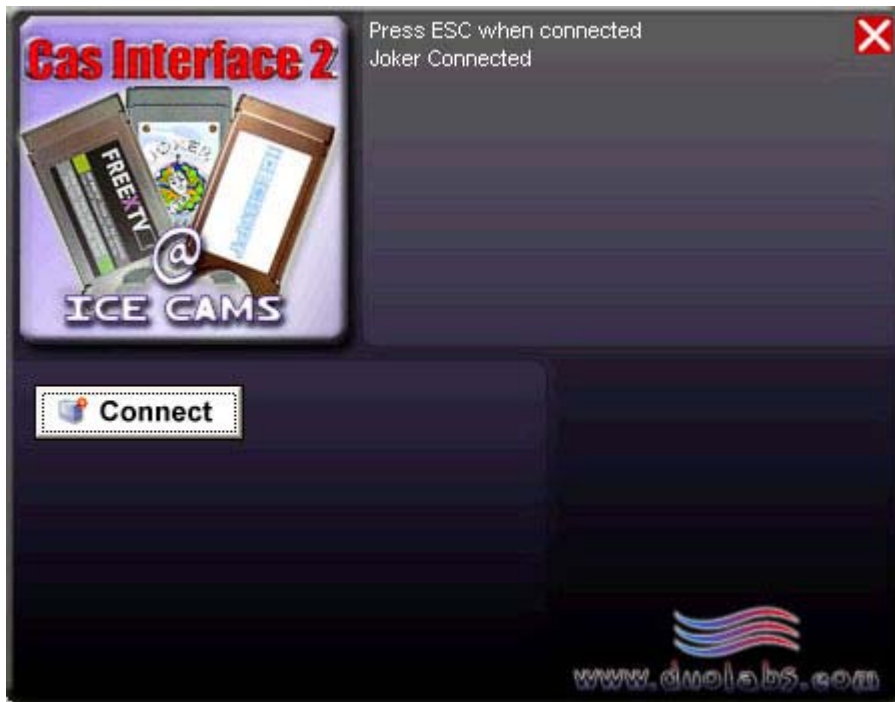 Cas Interface 2
Press ESC when connected
Joker Connected
FREEXTV
JOKER
@
ICE CAMS
Connect
www.duolabs.com